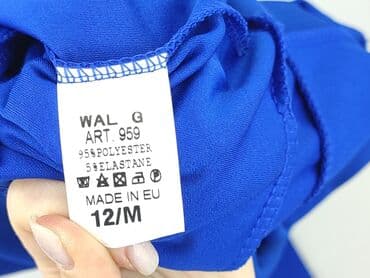 WAL G
ART. 959
95%POLYESTER
5%ELASTANE
MADE IN EU
12/M